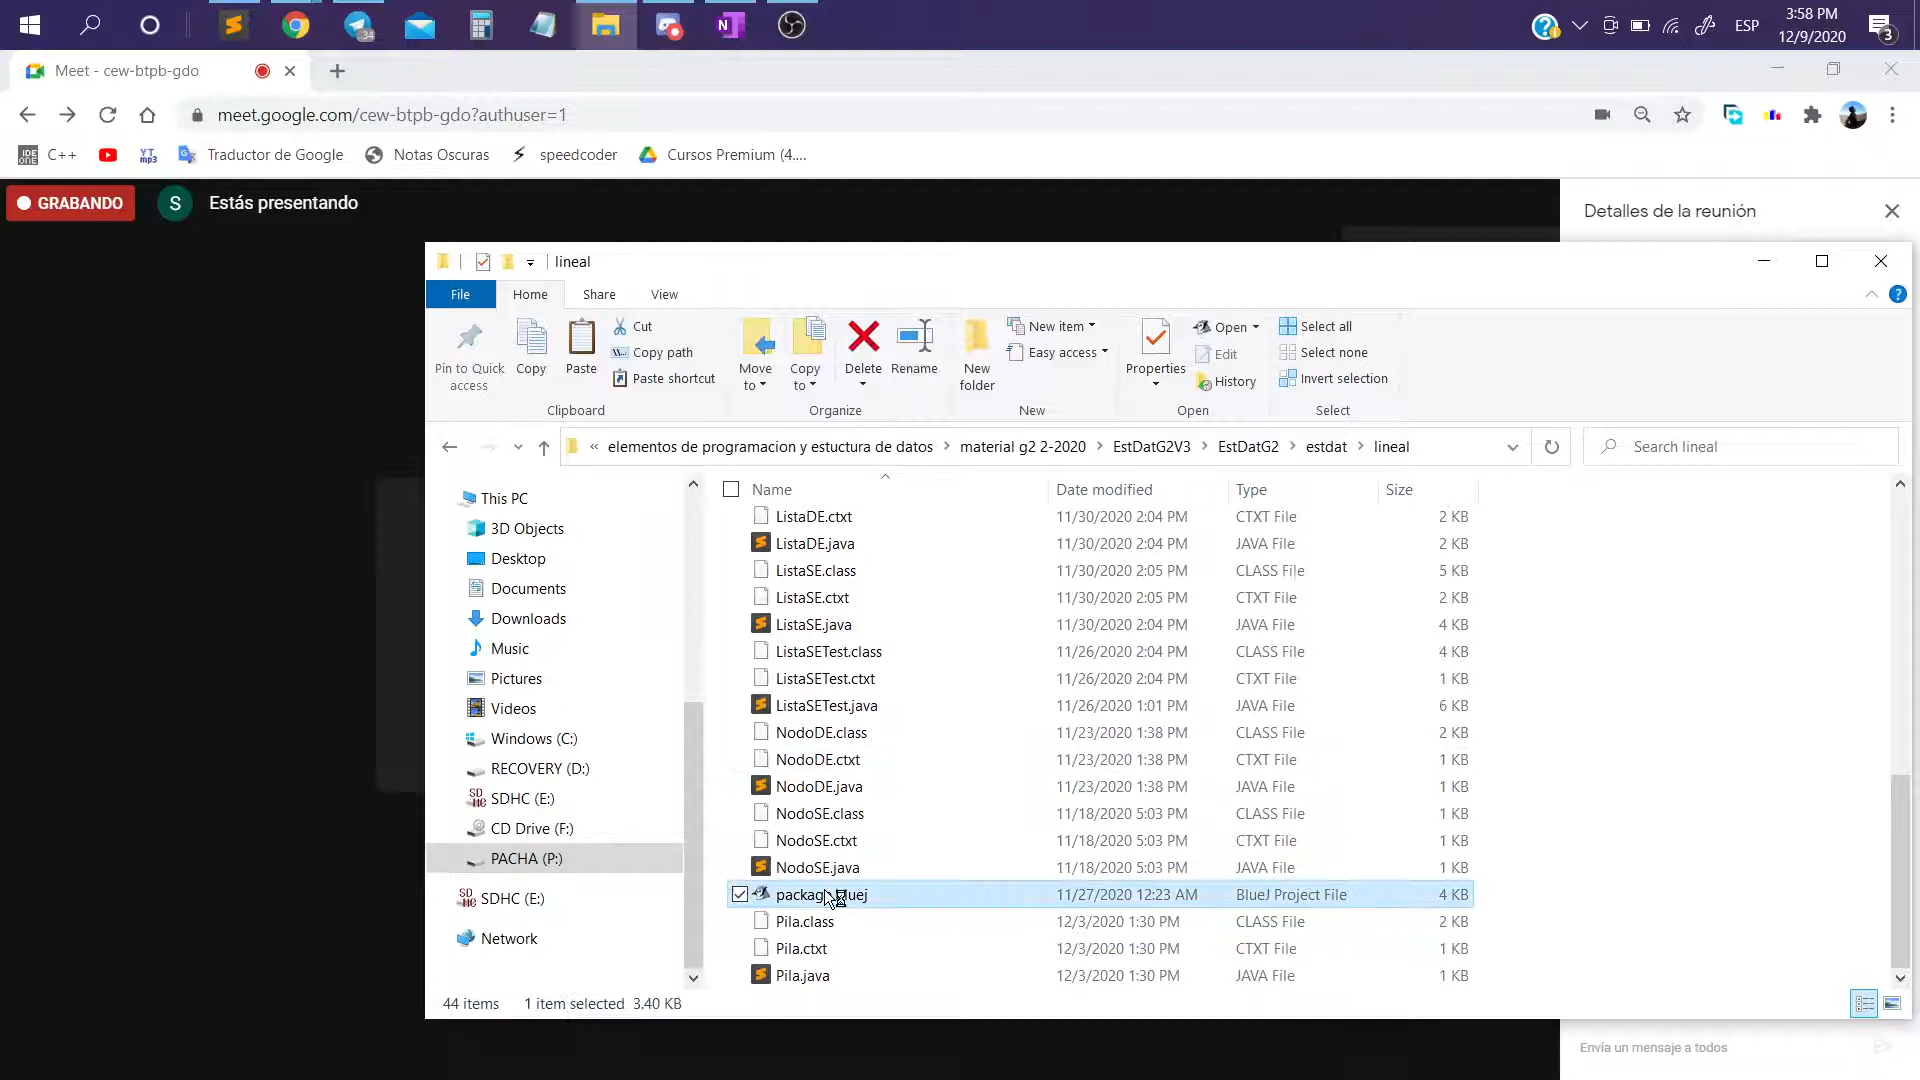 34
ESP
3:58 PM
12/9/2020
3
Meet - cew-btpb-gdo
meet.google.com/cew-btpb-gdo?authuser=1
C++
YT mp3
Traductor de Google
Notas Oscuras
speedcoder
Cursos Premium (4....
GRABANDO
S
Estás presentando
Detalles de la reunión
lineal
File
Home
Share
View
Pin to Quick access
Copy
Paste
Cut
Copy path
Paste shortcut
Clipboard
Move to
Copy to
Delete
Rename
Organize
New folder
New item
Easy access
New
Properties
Open
Edit
History
Open
Select all
Select none
Invert selection
Select
« elementos de programacion y estuctura de datos > material g2 2-2020 > EstDatG2V3 > EstDatG2 > estdat > lineal
Search lineal
This PC
3D Objects
Desktop
Documents
Downloads
Music
Pictures
Videos
Windows (C:)
RECOVERY (D:)
SDHC (E:)
CD Drive (F:)
PACHA (P:)
SDHC (E:)
Network
Name Date modified Type Size
ListaDE.ctxt 11/30/2020 2:04 PM CTXT File 2 KB
ListaDE.java 11/30/2020 2:04 PM JAVA File 2 KB
ListaSE.class 11/30/2020 2:05 PM CLASS File 5 KB
ListaSE.ctxt 11/30/2020 2:05 PM CTXT File 2 KB
ListaSE.java 11/30/2020 2:04 PM JAVA File 4 KB
ListaSETest.class 11/26/2020 2:04 PM CLASS File 4 KB
ListaSETest.ctxt 11/26/2020 2:04 PM CTXT File 1 KB
ListaSETest.java 11/26/2020 1:01 PM JAVA File 6 KB
NodoDE.class 11/23/2020 1:38 PM CLASS File 2 KB
NodoDE.ctxt 11/23/2020 1:38 PM CTXT File 1 KB
NodoDE.java 11/23/2020 1:38 PM JAVA File 1 KB
NodoSE.class 11/18/2020 5:03 PM CLASS File 1 KB
NodoSE.ctxt 11/18/2020 5:03 PM CTXT File 1 KB
NodoSE.java 11/18/2020 5:03 PM JAVA File 1 KB
package.bluej 11/27/2020 12:23 AM BlueJ Project File 4 KB
Pila.class 12/3/2020 1:30 PM CLASS File 2 KB
Pila.ctxt 12/3/2020 1:30 PM CTXT File 1 KB
Pila.java 12/3/2020 1:30 PM JAVA File 1 KB
44 items 1 item selected 3.40 KB
Envía un mensaje a todos